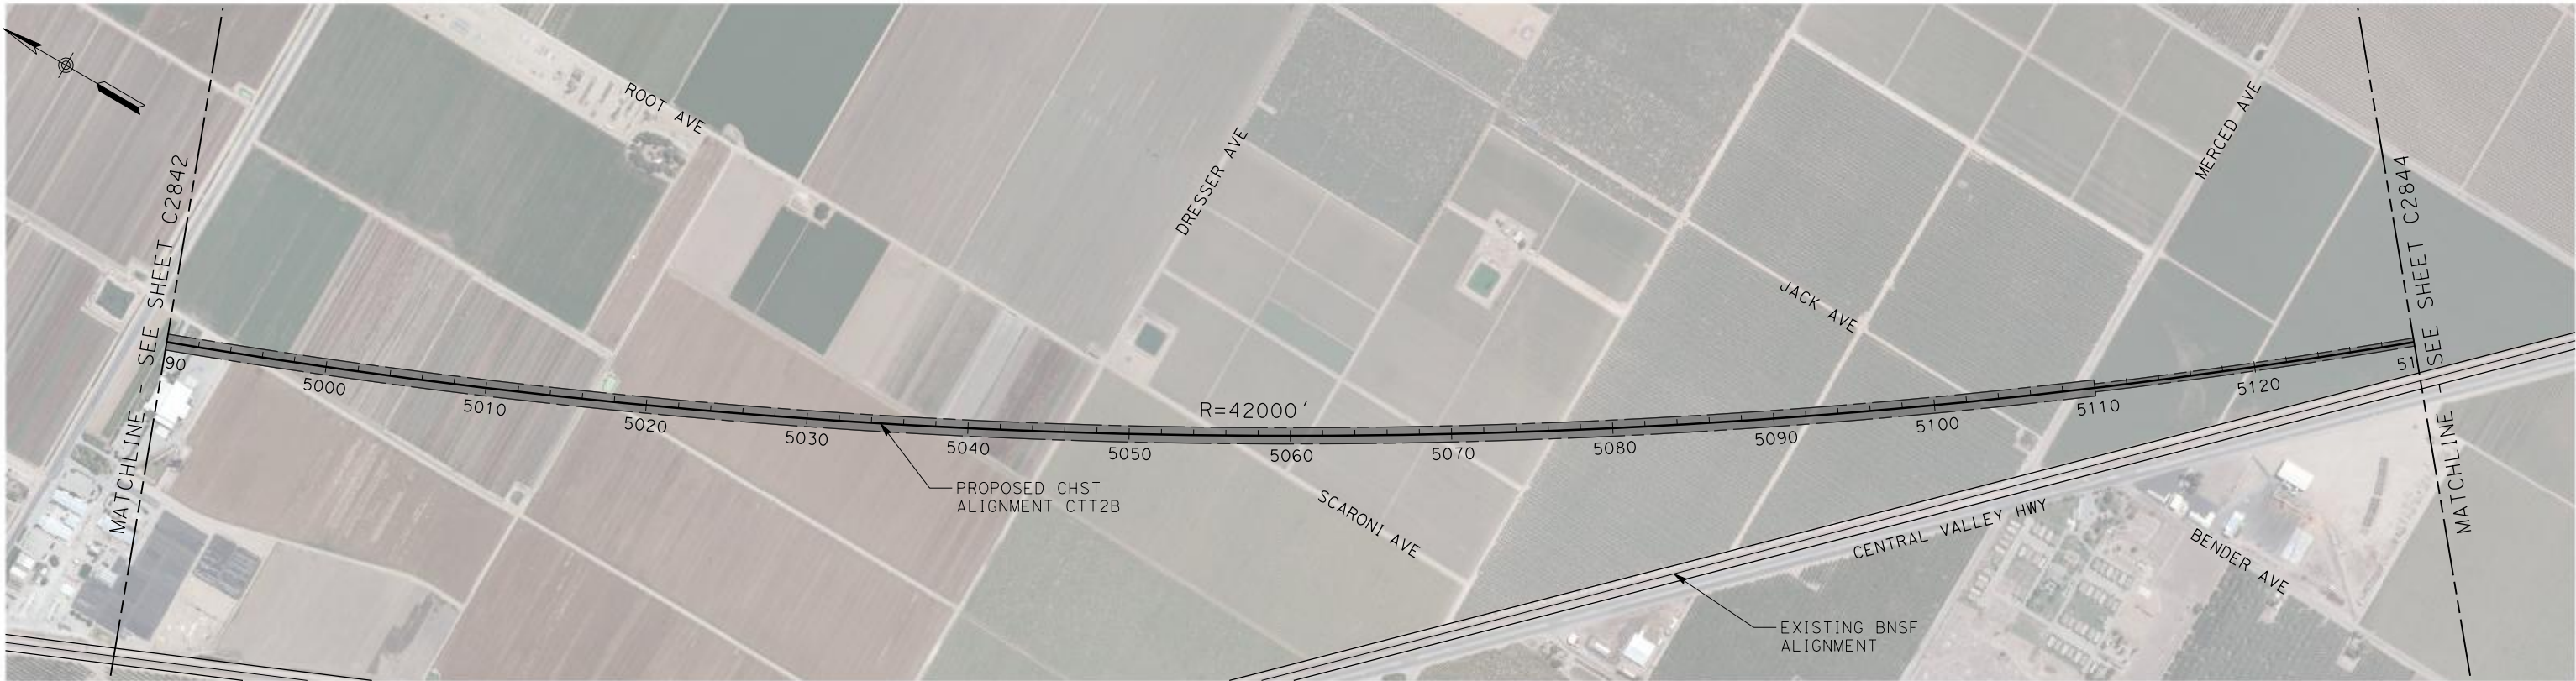 MATCHLINE - SEE SHEET C2842
ROOT AVE
DRESSER AVE
MERCED AVE
JACK AVE
MATCHLINE - SEE SHEET C2844
R=42000'
90
5000
5010
5020
5030
5040
5050
5060
5070
5080
5090
5100
5110
5120
51
PROPOSED CHST
ALIGNMENT CTT2B
SCARONI AVE
CENTRAL VALLEY HWY
BENDER AVE
EXISTING BNSF
ALIGNMENT